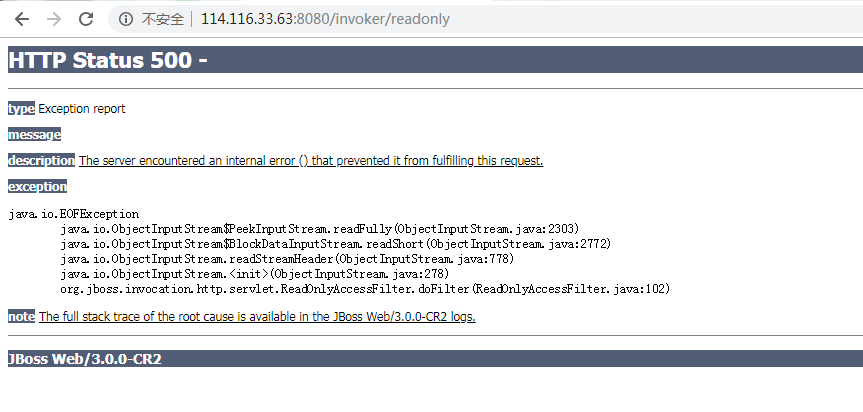 不安全 | 114.116.33.63:8080/invoker/readonly
HTTP Status 500 -
type Exception report
message
description The server encountered an internal error () that prevented it from fulfilling this request.
exception
java.io.EOFException
java.io.ObjectInputStream$PeekInputStream.readFully(ObjectInputStream.java:2303)
java.io.ObjectInputStream$BlockDataInputStream.readShort(ObjectInputStream.java:2772)
java.io.ObjectInputStream.readStreamHeader(ObjectInputStream.java:778)
java.io.ObjectInputStream.<init>(ObjectInputStream.java:278)
org.jboss.invocation.http.servlet.ReadOnlyAccessFilter.doFilter(ReadOnlyAccessFilter.java:102)
note The full stack trace of the root cause is available in the JBoss Web/3.0.0-CR2 logs.
JBoss Web/3.0.0-CR2